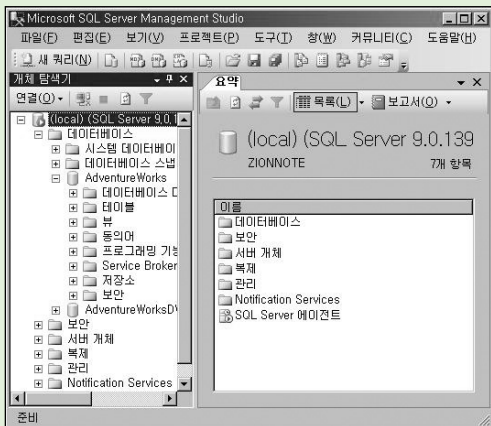 Microsoft SQL Server Management Studio
파일(F) 편집(E) 보기(V) 프로젝트(P) 도구(T) 창(W) 커뮤니티(C) 도움말(H)
새 쿼리(N)
개체 탐색기
연결(O)
(local) (SQL Server 9,0,1
데이터베이스
시스템 데이터베이
데이터베이스 스냅
AdventureWorks
데이터베이스 다
테이블
뷰
동의어
프로그래밍 기능
Service Broker
저장소
보안
AdventureWorksD
보안
서버 개체
복제
관리
Notification Services
요약
목록(L) 보고서(O)
(local) (SQL Server 9.0.139
ZIONNOTE 7개 항목
이름
데이터베이스
보안
서버 개체
복제
관리
Notification Services
SQL Server 에이전트
준비